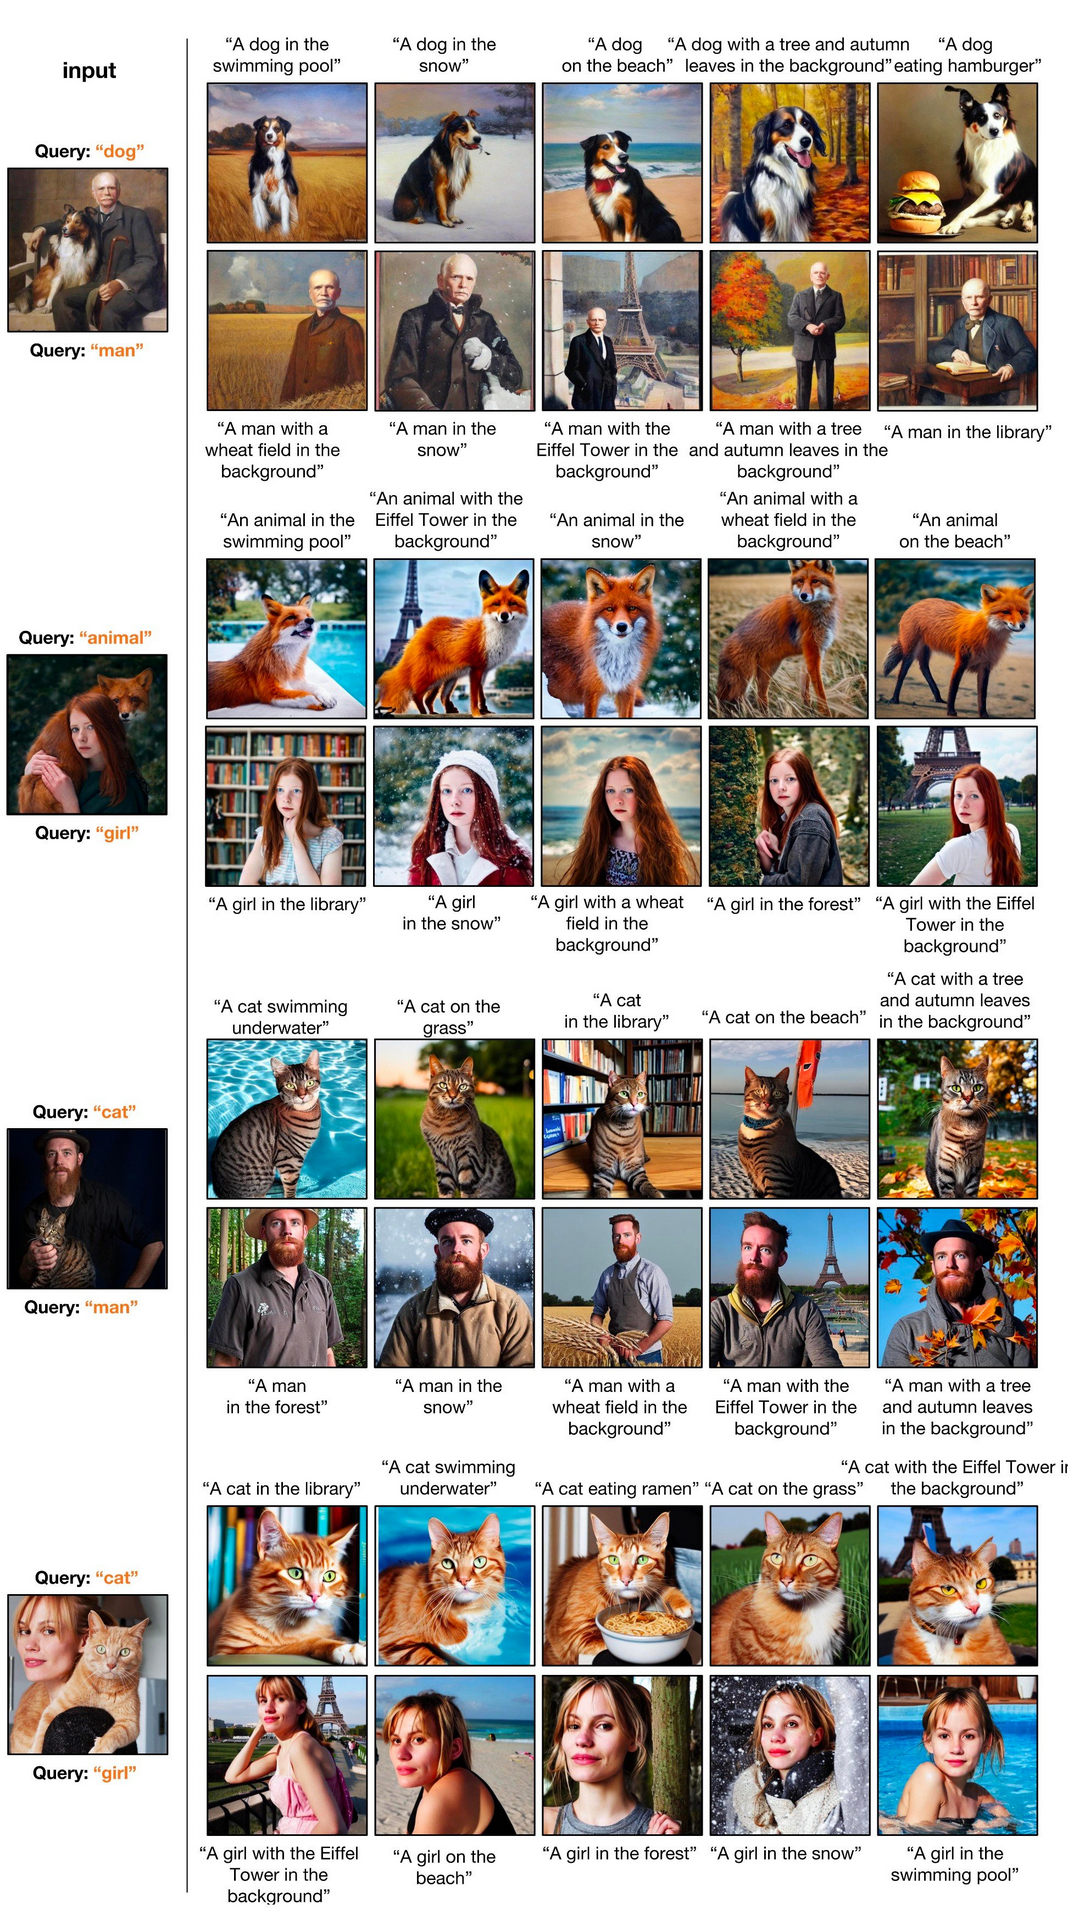 input
Query: “dog”
Query: “man”
“A dog in the
swimming pool”
“A dog in the
snow”
“A dog
on the beach”
“A dog with a tree and autumn
leaves in the background”
“A dog
eating hamburger”
“A man with a
wheat field in the
background”
“A man in the
snow”
“A man with the
Eiffel Tower in the
background”
“A man with a tree
and autumn leaves in the
background”
“A man in the library”
Query: “animal”
Query: “girl”
“An animal in the
swimming pool”
“An animal with the
Eiffel Tower in the
background”
“An animal in the
snow”
“An animal with a
wheat field in the
background”
“An animal
on the beach”
“A girl in the library”
“A girl
in the snow”
“A girl with a wheat
field in the
background”
“A girl in the forest”
“A girl with the Eiffel
Tower in the
background”
Query: “cat”
Query: “man”
“A cat swimming
underwater”
“A cat on the
grass”
“A cat
in the library”
“A cat on the beach”
“A cat with a tree
and autumn leaves
in the background”
“A man
in the forest”
“A man in the
snow”
“A man with a
wheat field in the
background”
“A man with the
Eiffel Tower in the
background”
“A man with a tree
and autumn leaves
in the background”
Query: “cat”
Query: “girl”
“A cat in the library”
“A cat swimming
underwater”
“A cat eating ramen”
“A cat on the grass”
“A cat with the Eiffel Tower in
the background”
“A girl with the Eiffel
Tower in the
background”
“A girl on the
beach”
“A girl in the forest”
“A girl in the snow”
“A girl in the
swimming pool”